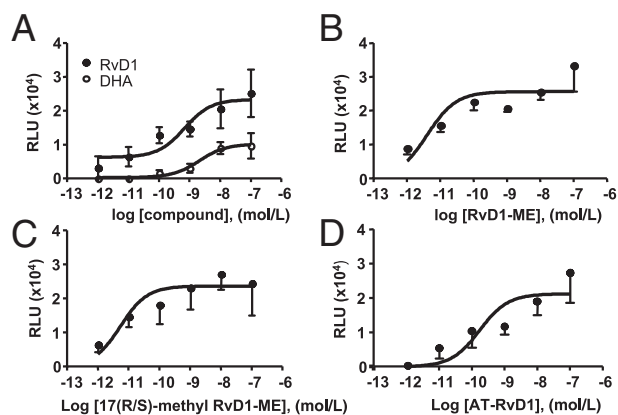 A
B
4
3
2
1
0
RLU (x10⁴)
RvD1
DHA
-13 -12 -11 -10 -9 -8 -7 -6
log [compound], (mol/L)
4
3
2
1
0
RLU (x10⁴)
-13 -12 -11 -10 -9 -8 -7 -6
log [RvD1-ME], (mol/L)
C
D
4
3
2
1
0
RLU (x10⁴)
-13 -12 -11 -10 -9 -8 -7 -6
Log [17(R/S)-methyl RvD1-ME], (mol/L)
4
3
2
1
0
RLU (x10⁴)
-13 -12 -11 -10 -9 -8 -7 -6
Log [AT-RvD1], (mol/L)